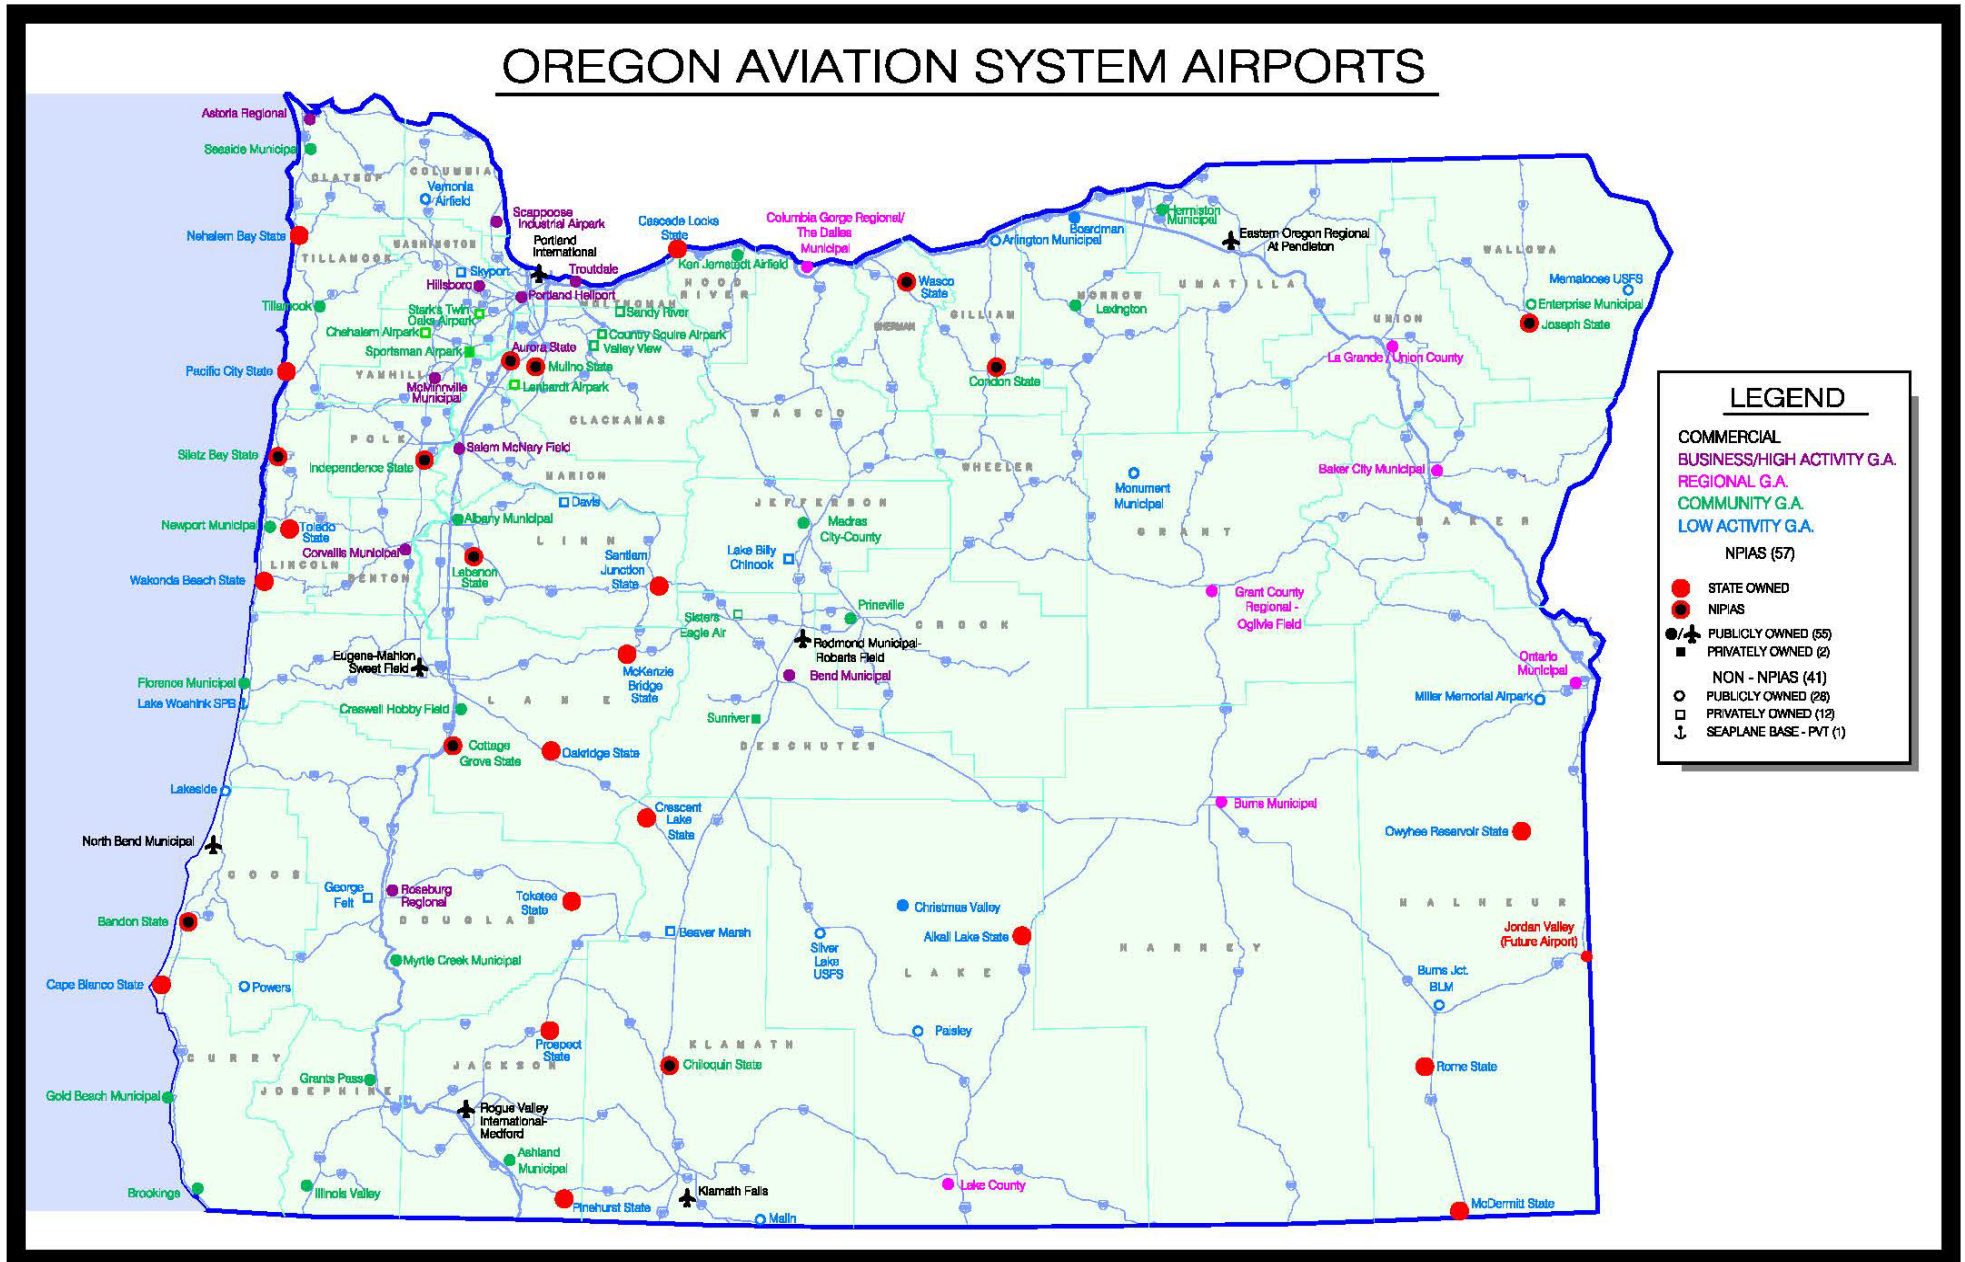 OREGON AVIATION SYSTEM AIRPORTS
Astoria Regional
Seaside Municipal
CLATSOP
COLUMBIA
Vernonia
Airfield
Scappoose
Industrial Airpark
Nehalem Bay State
WASHINGTON
Portland
International
Cascade Locks
State
Columbia Gorge Regional/
The Dalles
Municipal
Arlington Municipal
Boardman
Hermiston
Municipal
Eastern Oregon Regional
At Pendleton
WALLOWA
TILLAMOOK
Skyport
Troutdale
Ken Jernstedt Airfield
HOOD
RIVER
Wasco
State
UMATILLA
Memaloose USFS
Hillsboro
Portland Heliport
MULTNOMAH
Tillamook
Stark's Twin
Oaks Airpark
Sandy River
SHERMAN
GILLIAM
MORROW
Lexington
UNION
Enterprise Municipal
Joseph State
Chehalem Airpark
Country Squire Airpark
Valley View
Sportsman Airpark
Aurora State
Mulino State
La Grande / Union County
Pacific City State
YAMHILL
McMinnville
Municipal
Lenhardt Airpark
Condon State
CLACKAMAS
WASCO
POLK
Siletz Bay State
Independence State
Salem McNary Field
MARION
WHEELER
Baker City Municipal
Monument
Municipal
Davis
JEFFERSON
Newport Municipal
Toledo
State
Albany Municipal
Madras
City-County
GRANT
BAKER
LINN
Corvallis Municipal
LINCOLN
BENTON
Lebanon
State
Santiam
Junction
State
Lake Billy
Chinook
Wakonda Beach State
Sisters
Eagle Air
Prineville
CROOK
Grant County
Regional -
Ogilvie Field
Eugene-Mahlon
Sweet Field
McKenzie
Bridge
State
Redmond Municipal-
Roberts Field
Bend Municipal
Ontario
Municipal
Florence Municipal
Lake Woahink SPB
LANE
Creswell Hobby Field
Sunriver
DESCHUTES
Miller Memorial Airpark
Cottage
Grove State
Oakridge State
Lakeside
Crescent
Lake
State
Burns Municipal
Owyhee Reservoir State
North Bend Municipal
COOS
George
Felt
Roseburg
Regional
Toketee
State
DOUGLAS
Christmas Valley
MALHEUR
Bandon State
Beaver Marsh
Silver
Lake
USFS
Alkali Lake State
HARNEY
LAKE
Jordan Valley
(Future Airport)
Myrtle Creek Municipal
Cape Blanco State
Powers
Burns Jct.
BLM
Paisley
Prospect
State
KLAMATH
CURRY
JACKSON
Chiloquin State
Rome State
Grants Pass
JOSEPHINE
Gold Beach Municipal
Rogue Valley
International-
Medford
Ashland
Municipal
Brookings
Illinois Valley
Pinehurst State
Klamath Falls
Malin
Lake County
McDermitt State
LEGEND
COMMERCIAL
BUSINESS/HIGH ACTIVITY G.A.
REGIONAL G.A.
COMMUNITY G.A.
LOW ACTIVITY G.A.
NPIAS (57)
STATE OWNED
NIPIAS
PUBLICLY OWNED (55)
PRIVATELY OWNED (2)
NON - NPIAS (41)
PUBLICLY OWNED (28)
PRIVATELY OWNED (12)
SEAPLANE BASE - PVT (1)